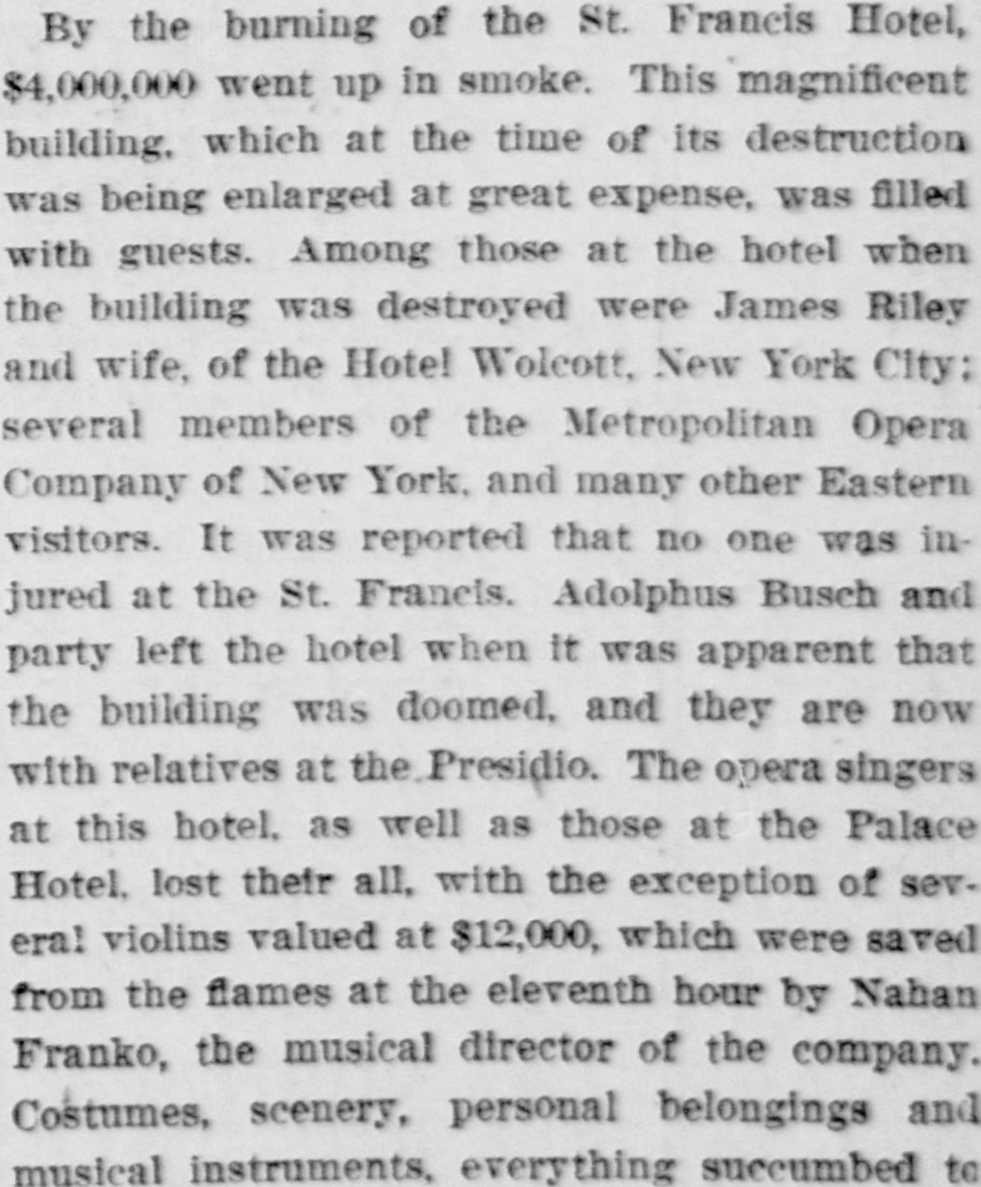 By the burning of the St. Francis Hotel,
$4,000,000 went up in smoke. This magnificent
building, which at the time of its destruction
was being enlarged at great expense, was filled
with guests. Among those at the hotel when
the building was destroyed were James Riley
and wife, of the Hotel Wolcott, New York City;
several members of the Metropolitan Opera
Company of New York, and many other Eastern
visitors. It was reported that no one was in-
jured at the St. Francis. Adolphus Busch and
party left the hotel when it was apparent that
the building was doomed, and they are now
with relatives at the Presidio. The opera singers
at this hotel, as well as those at the Palace
Hotel, lost their all, with the exception of sev-
eral violins valued at $12,000, which were saved
from the flames at the eleventh hour by Nahan
Franko, the musical director of the company.
Costumes, scenery, personal belongings and
musical instruments, everything succumbed to